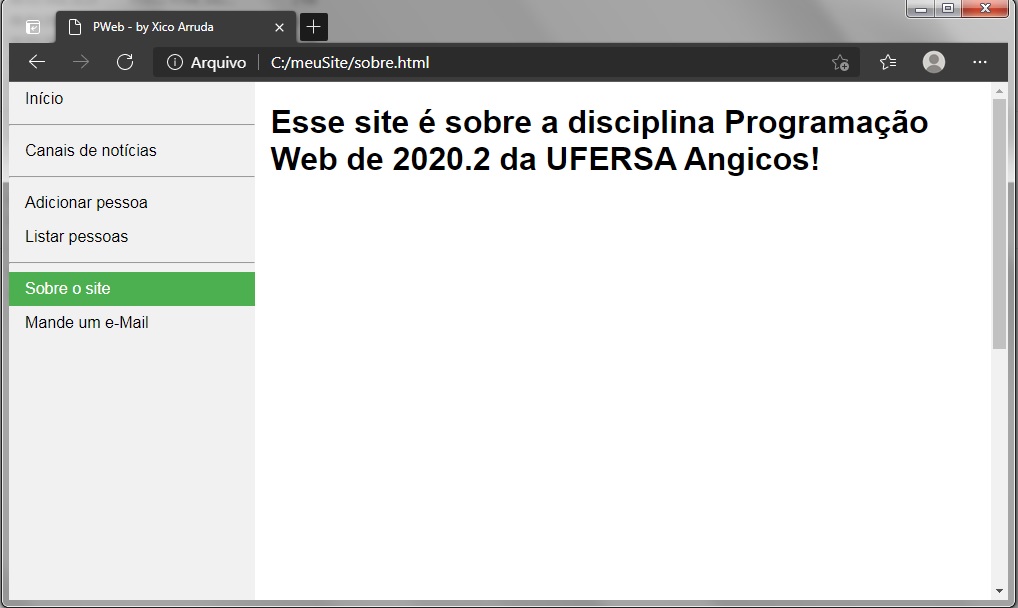 PWeb - by Xico Arruda
Arquivo C:/meuSite/sobre.html
Início
Canais de notícias
Adicionar pessoa
Listar pessoas
Sobre o site
Mande um e-Mail
Esse site é sobre a disciplina Programação
Web de 2020.2 da UFERSA Angicos!